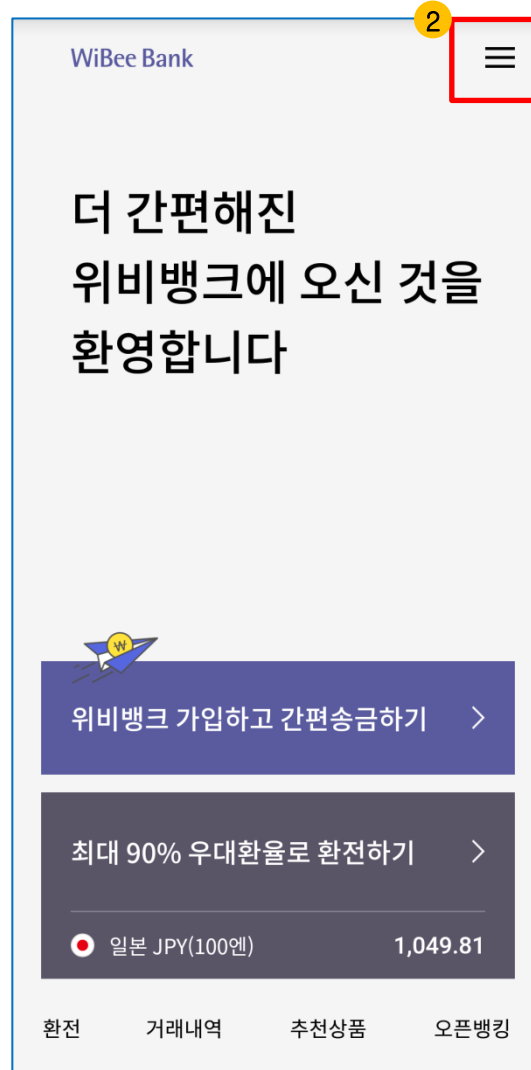 2
WiBee Bank
더 간편해진
위비뱅크에 오신 것을
환영합니다
₩
위비뱅크 가입하고 간편송금하기
최대 90% 우대환율로 환전하기
일본 JPY(100엔) 1,049.81
환전 거래내역 추천상품 오픈뱅킹